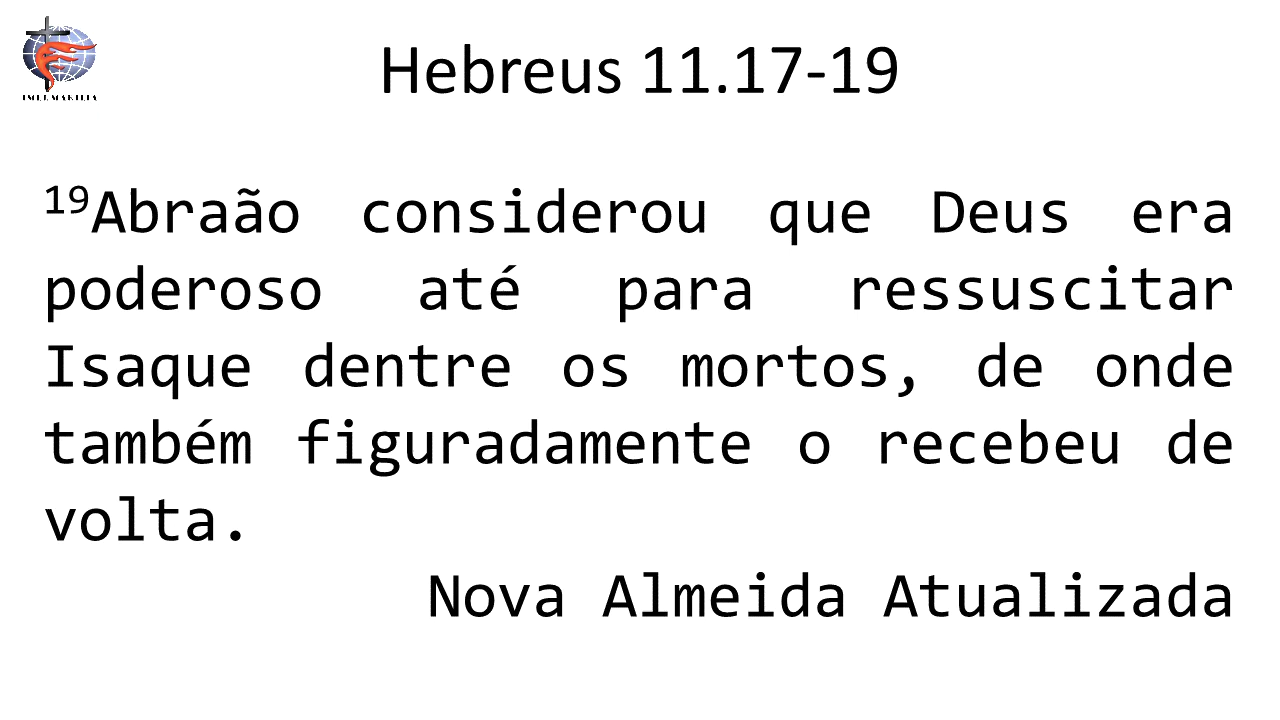 Hebreus 11.17-19
¹⁹Abraão considerou que Deus era
poderoso até para ressuscitar
Isaque dentre os mortos, de onde
também figuradamente o recebeu de
volta.
Nova Almeida Atualizada